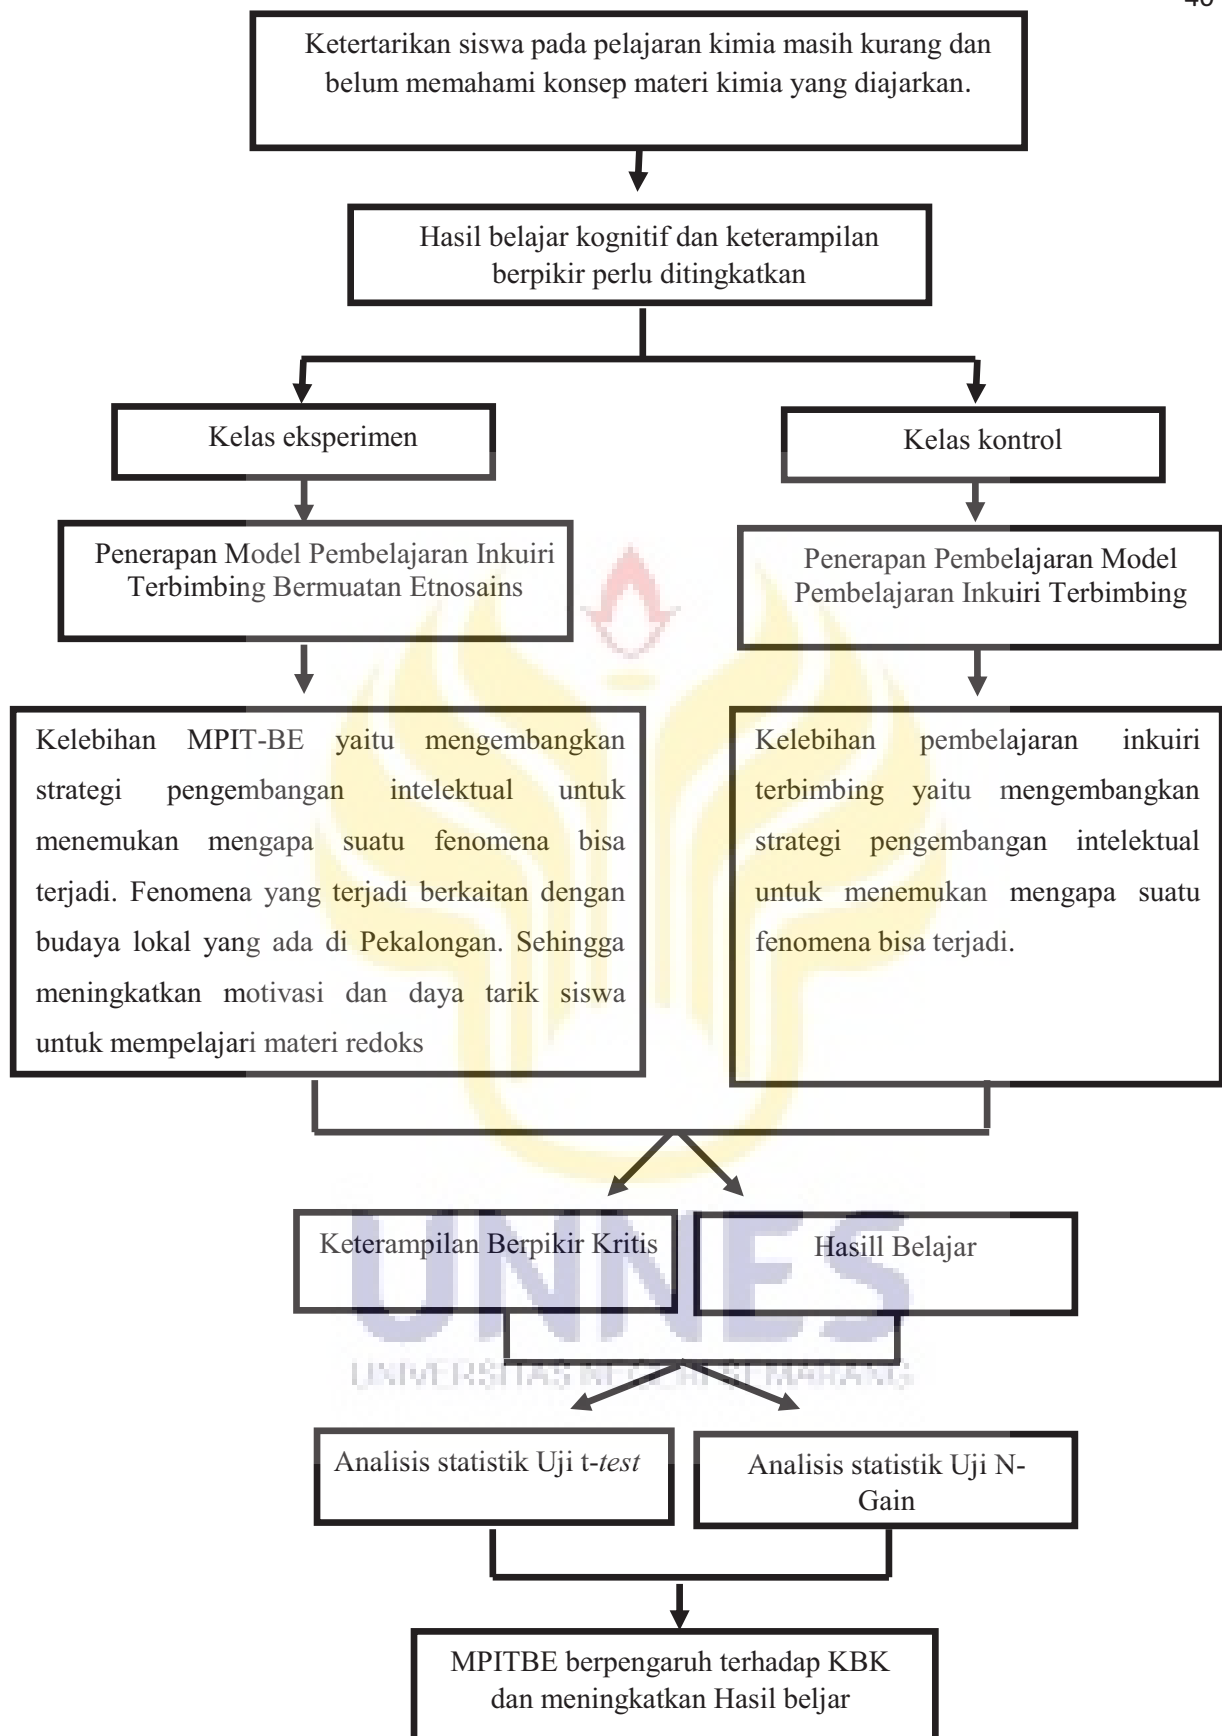 Ketertarikan siswa pada pelajaran kimia masih kurang dan
belum memahami konsep materi kimia yang diajarkan.
Hasil belajar kognitif dan keterampilan
berpikir perlu ditingkatkan
Kelas eksperimen
Kelas kontrol
Penerapan Model Pembelajaran Inkuiri
Terbimbing Bermuatan Etnosains
Penerapan Pembelajaran Model
Pembelajaran Inkuiri Terbimbing
Kelebihan MPIT-BE yaitu mengembangkan
strategi pengembangan intelektual untuk
menemukan mengapa suatu fenomena bisa
terjadi. Fenomena yang terjadi berkaitan dengan
budaya lokal yang ada di Pekalongan. Sehingga
meningkatkan motivasi dan daya tarik siswa
untuk mempelajari materi redoks
Kelebihan pembelajaran inkuiri
terbimbing yaitu mengembangkan
strategi pengembangan intelektual
untuk menemukan mengapa suatu
fenomena bisa terjadi.
Keterampilan Berpikir Kritis
Hasill Belajar
UNNES
UNIVERSITAS NEGERI SEMARANG
Analisis statistik Uji t-test
Analisis statistik Uji N-
Gain
MPITBE berpengaruh terhadap KBK
dan meningkatkan Hasil beljar